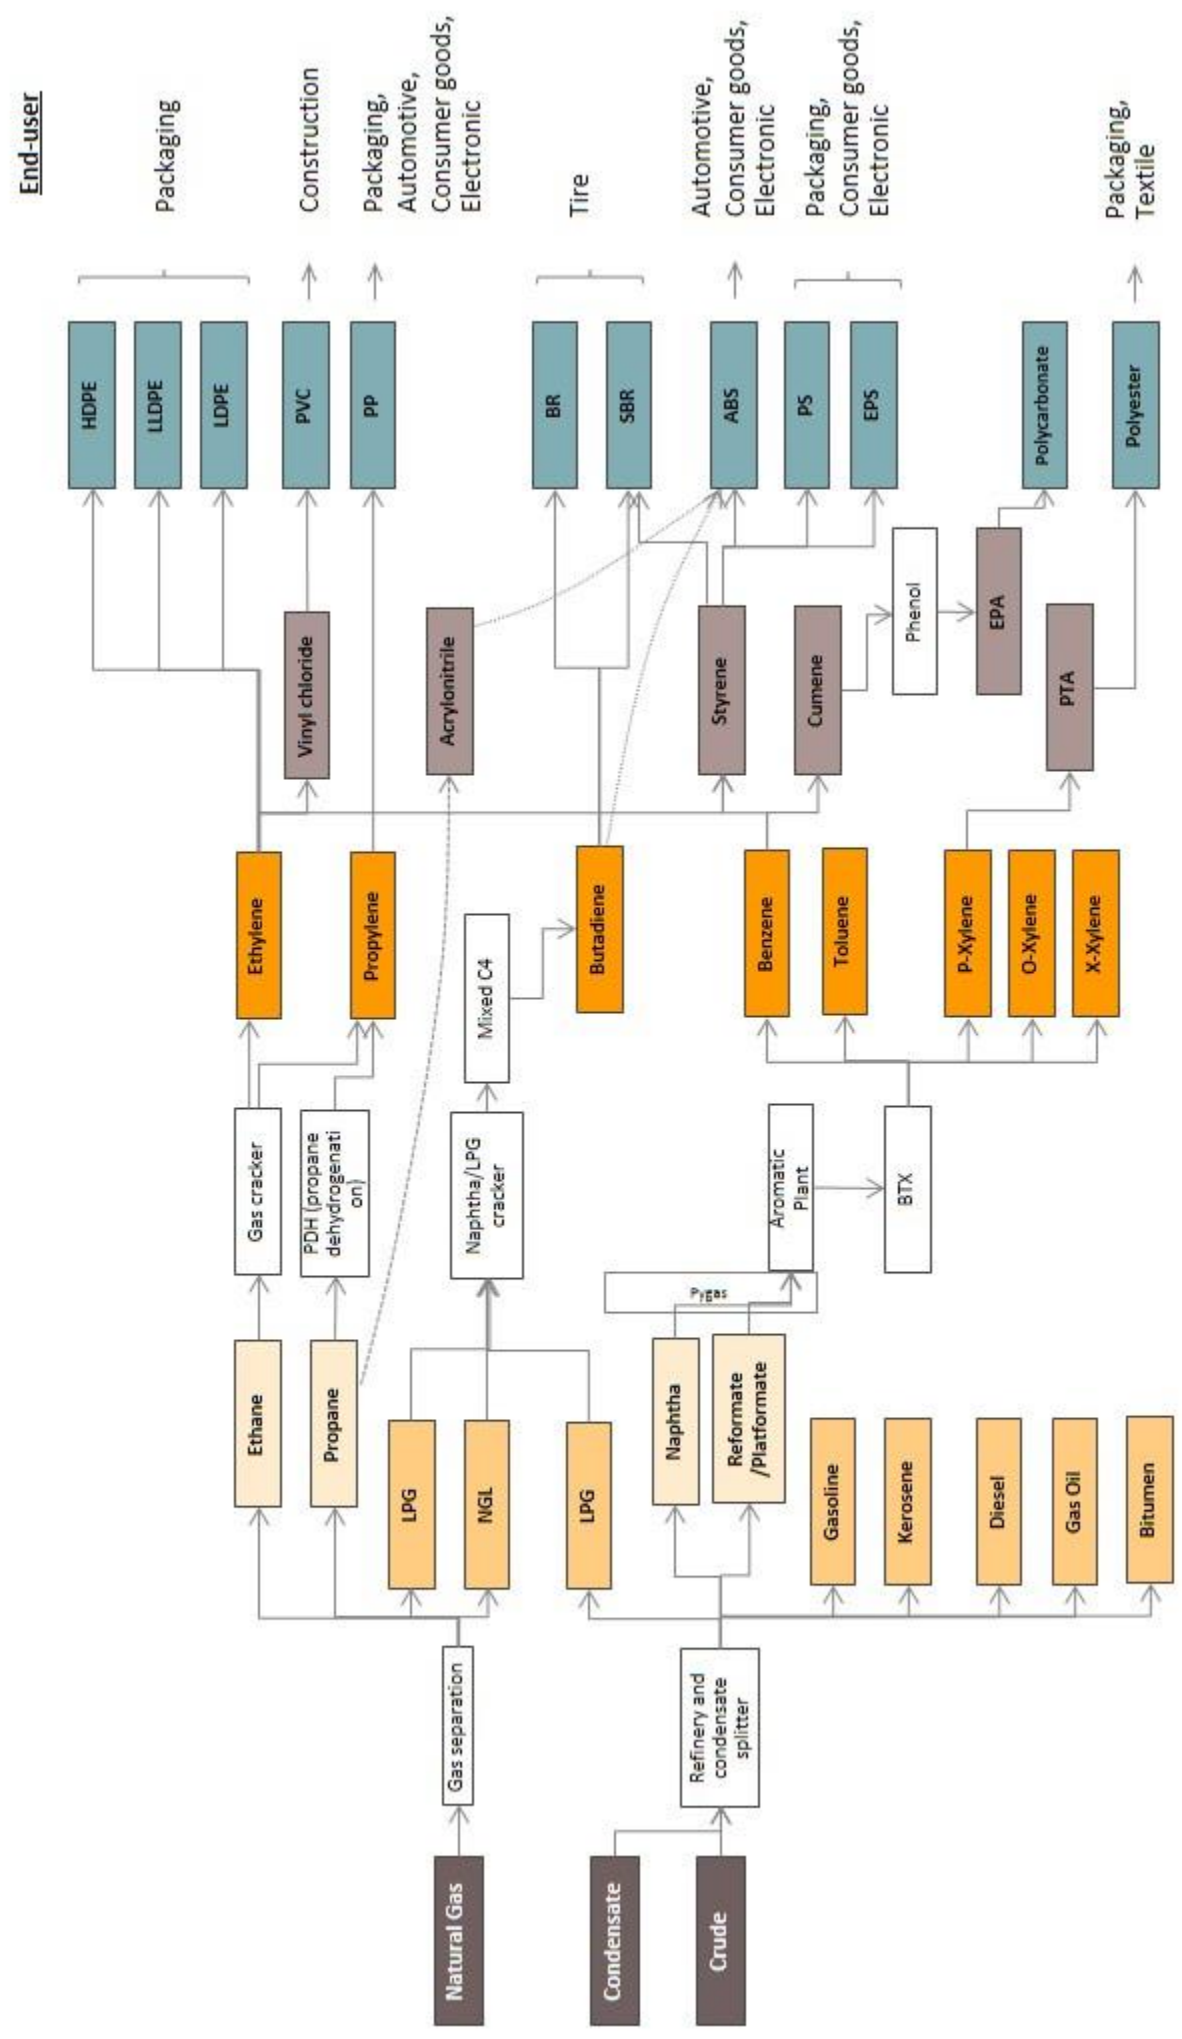 End-user
Natural Gas
Condensate
Crude
Gas separation
Refinery and
condensate
splitter
Ethane
Propane
LPG
NGL
LPG
Naphtha
Reformate
/Platformate
Gasoline
Kerosene
Diesel
Gas Oil
Bitumen
Gas cracker
PDH (propane
dehydrogenati
on)
Naphtha/LPG
cracker
Mixed C4
Aromatic
Plant
BTX
Ethylene
Propylene
Butadiene
Benzene
Toluene
P-Xylene
O-Xylene
X-Xylene
Vinyl chloride
Acrylonitrile
Styrene
Cumene
Phenol
EPA
PTA
HDPE
LLDPE
LDPE
PVC
PP
BR
SBR
ABS
PS
EPS
Polycarbonate
Polyester
Packaging
Construction
Packaging,
Automotive,
Consumer goods,
Electronic
Tire
Automotive,
Consumer goods,
Electronic
Packaging,
Consumer goods,
Electronic
Packaging,
Textile